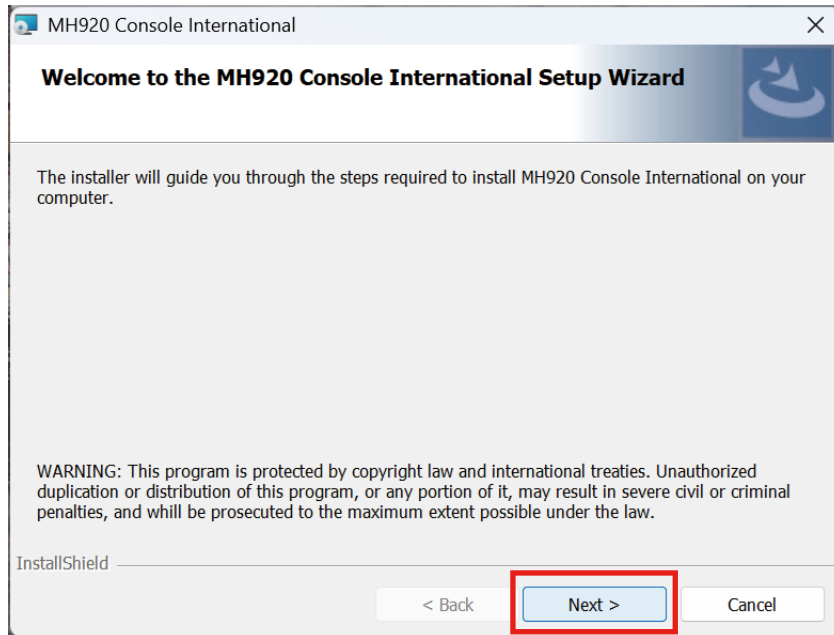 MH920 Console International
Welcome to the MH920 Console International Setup Wizard
The installer will guide you through the steps required to install MH920 Console International on your
computer.
WARNING: This program is protected by copyright law and international treaties. Unauthorized
duplication or distribution of this program, or any portion of it, may result in severe civil or criminal
penalties, and whill be prosecuted to the maximum extent possible under the law.
InstallShield
< Back
Next >
Cancel